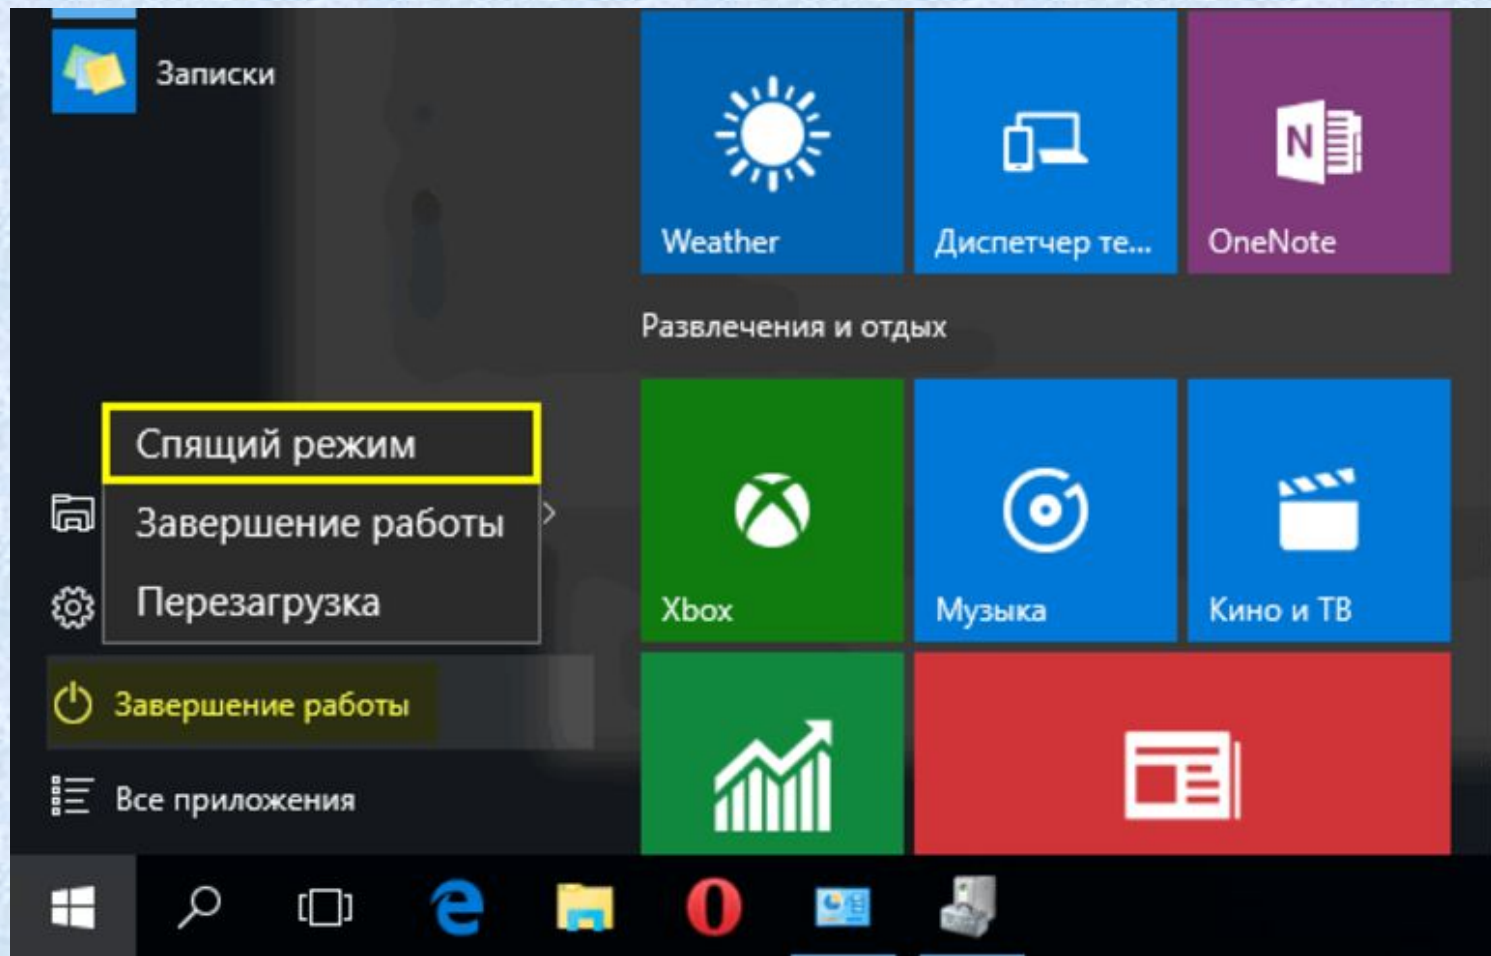 Записки
Спящий режим
Завершение работы
Перезагрузка
Завершение работы
Все приложения
Weather
Диспетчер те...
OneNote
Развлечения и отдых
Xbox
Музыка
Кино и ТВ